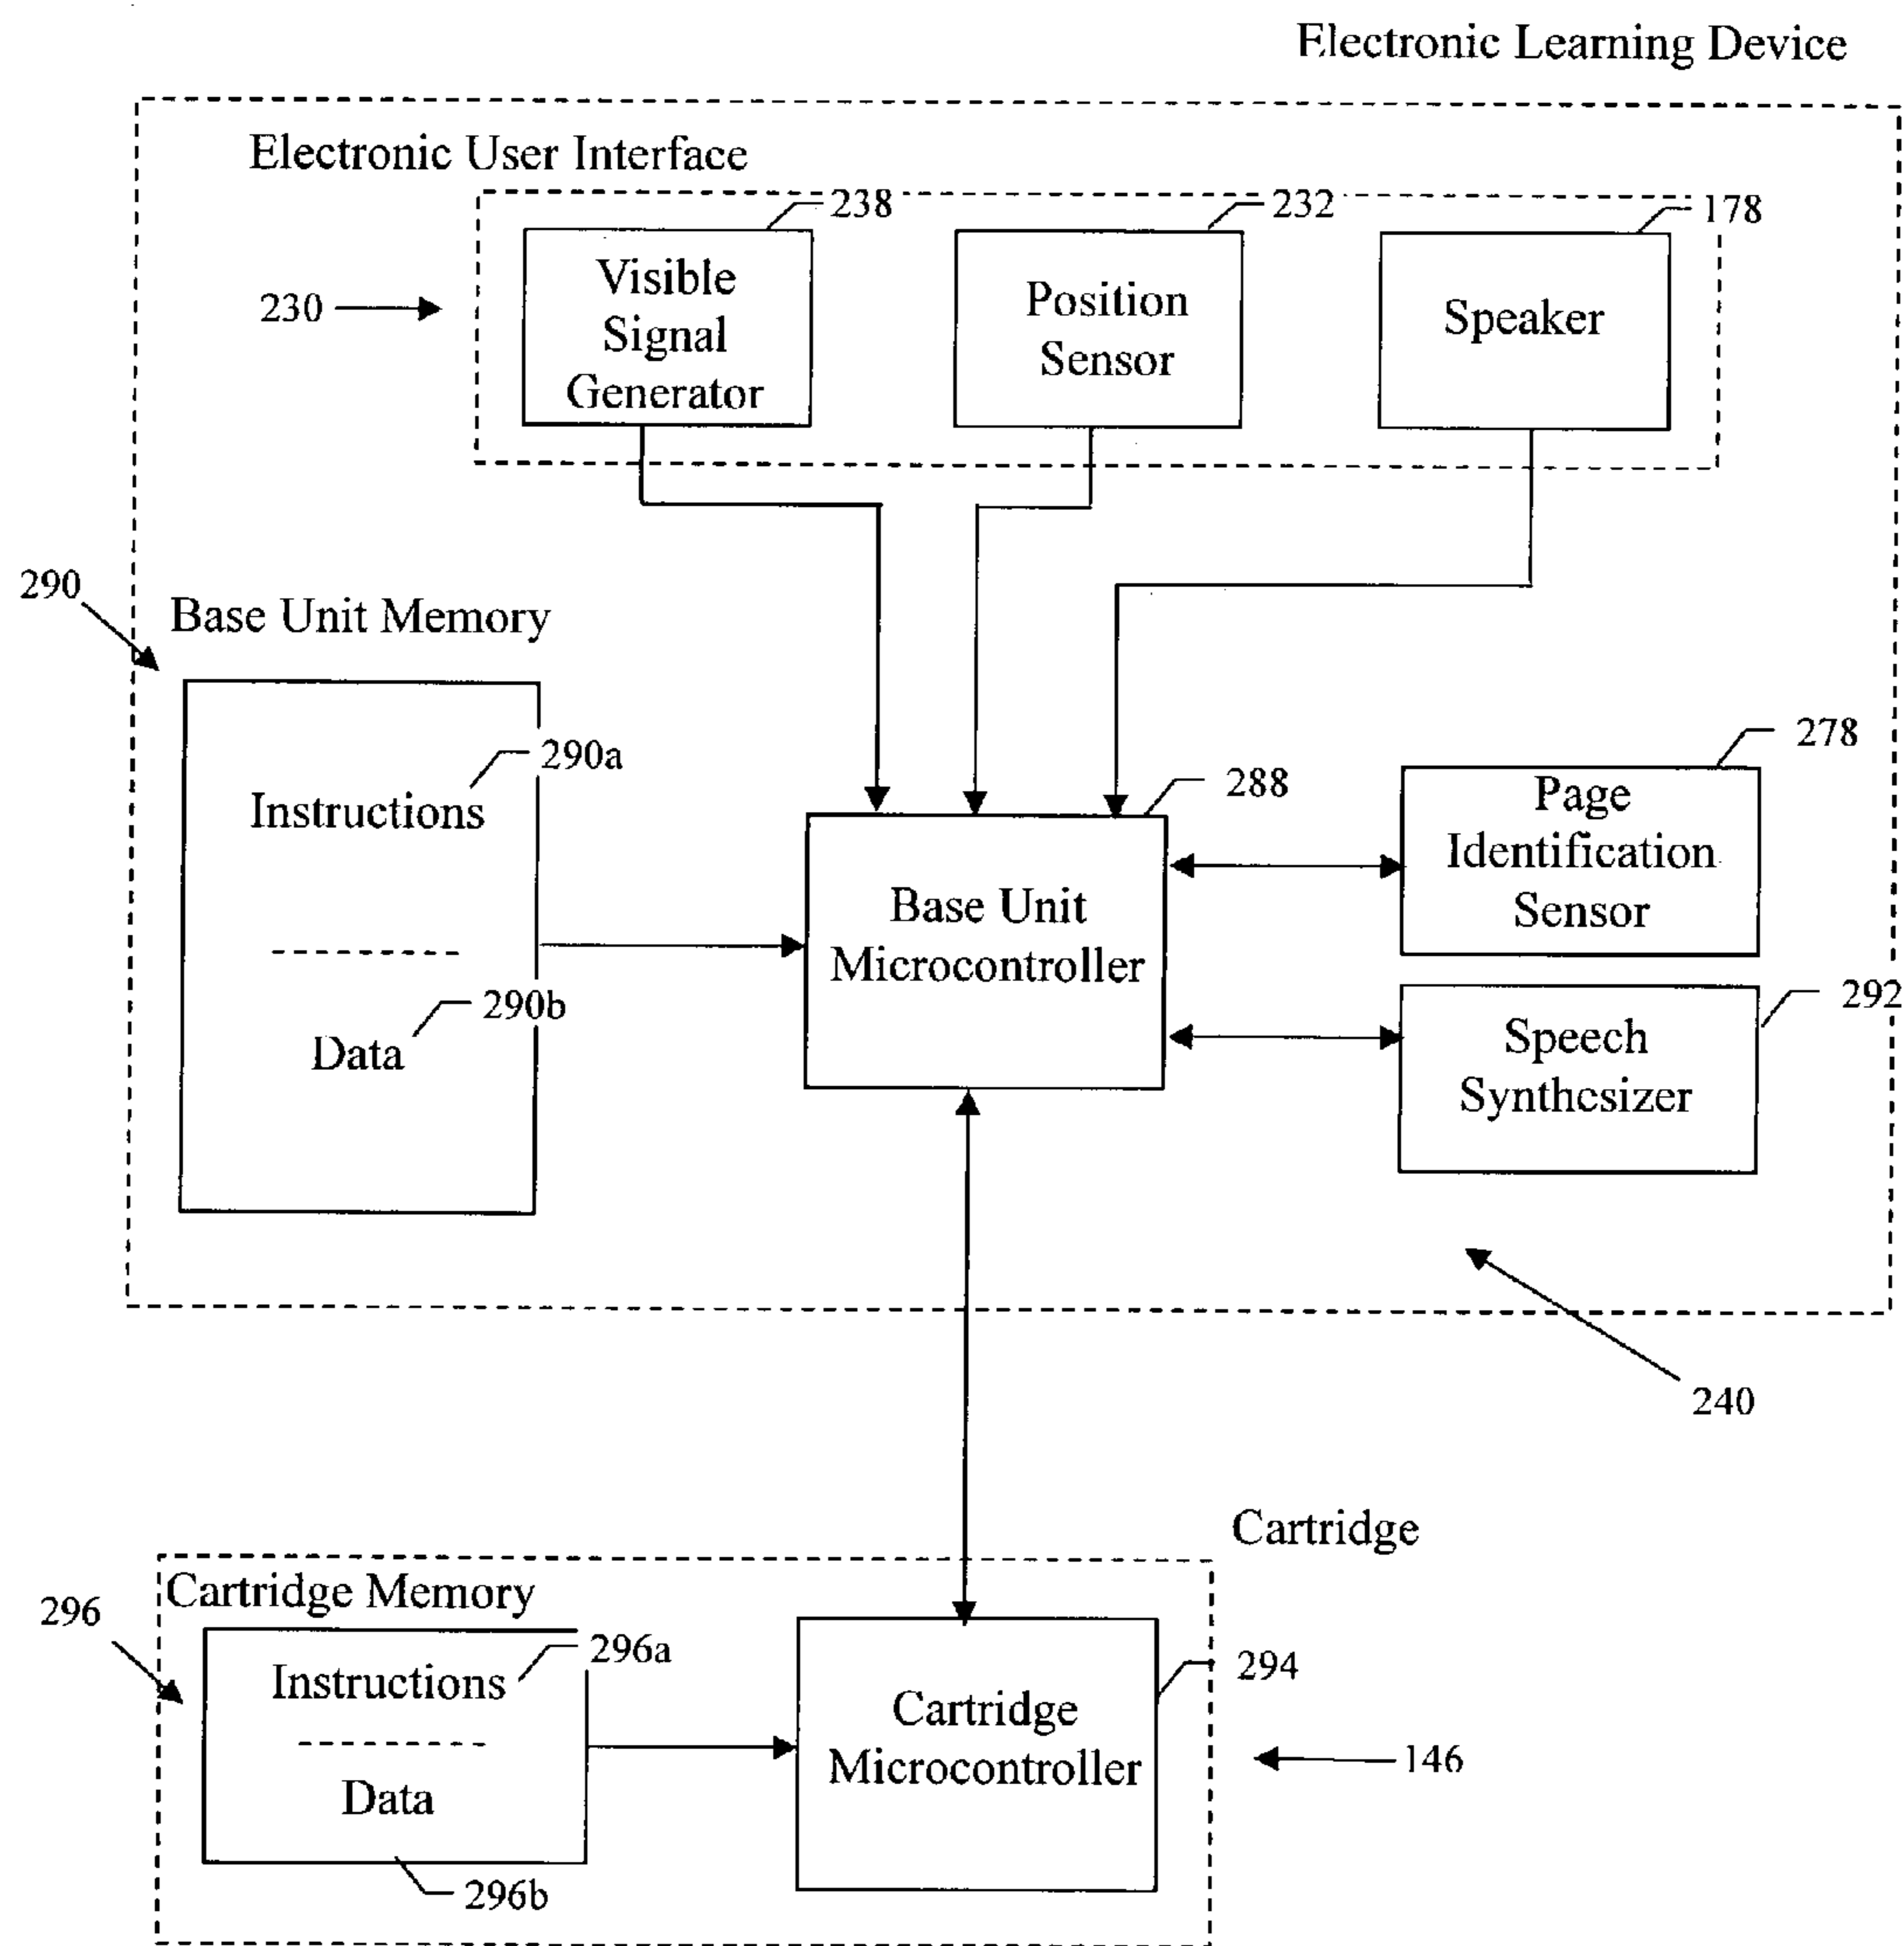 Electronic Learning Device
Electronic User Interface
238
232
178
230
Visible
Signal
Generator
Position
Sensor
Speaker
290
Base Unit Memory
290a
Instructions
290b
Data
288
Base Unit
Microcontroller
278
Page
Identification
Sensor
292
Speech
Synthesizer
240
Cartridge
Cartridge Memory
296
296a
Instructions
Data
296b
294
Cartridge
Microcontroller
146